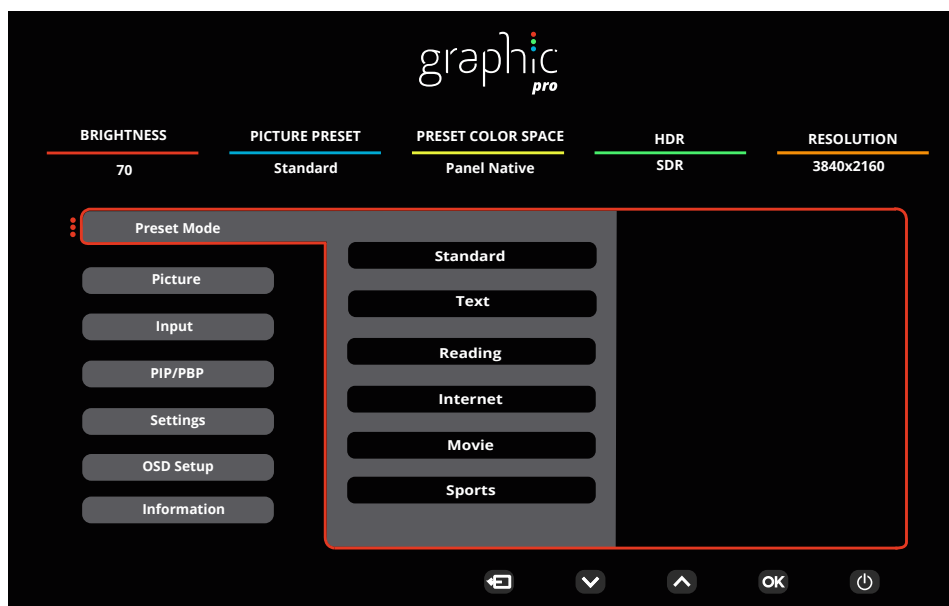 graphic
pro
BRIGHTNESS PICTURE PRESET PRESET COLOR SPACE HDR RESOLUTION
70 Standard Panel Native SDR 3840x2160
Preset Mode
Picture
Input
PIP/PBP
Settings
OSD Setup
Information
Standard
Text
Reading
Internet
Movie
Sports
OK